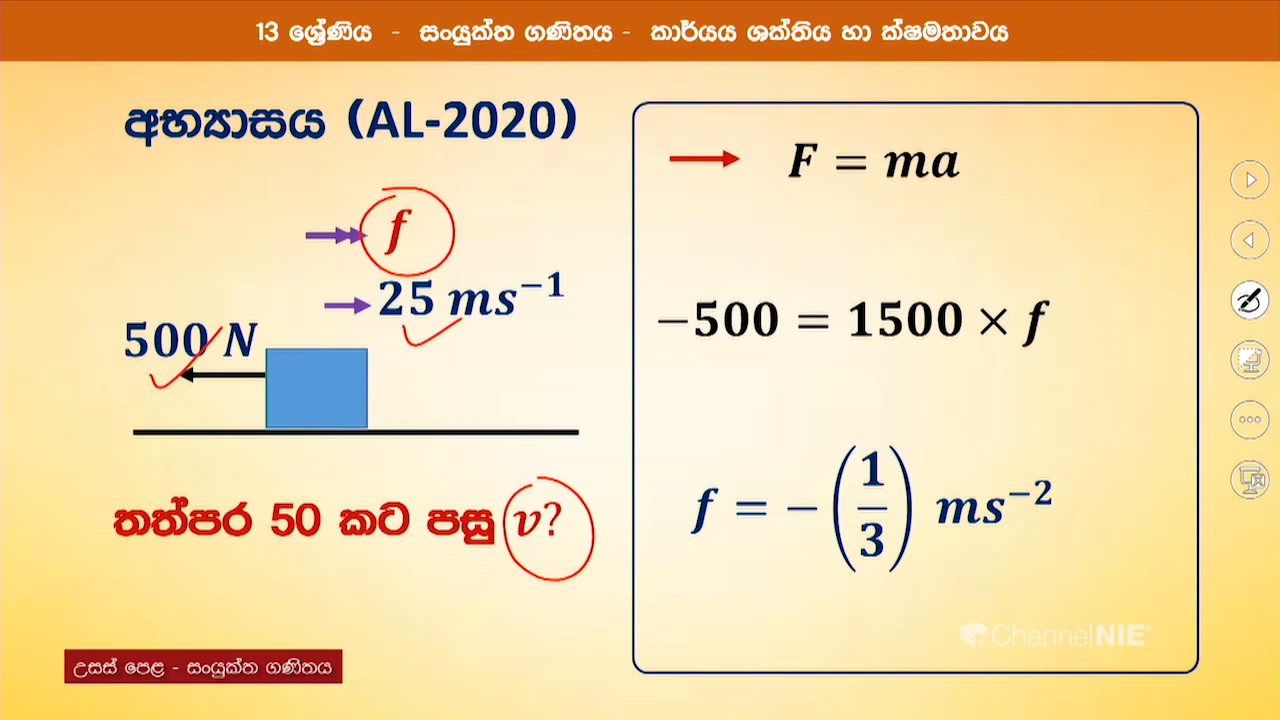 13 ශ්‍රේණිය - සංයුක්ත ගණිතය - කාර්යය ශක්තිය හා ක්ෂමතාවය
අභ්‍යාසය (AL-2020)
f
25 ms⁻¹
500 N
තත්පර 50 කට පසු v?
F = ma
−500 = 1500 × f
f = −(1/3) ms⁻²
ChannelNIE
උසස් පෙළ - සංයුක්ත ගණිතය